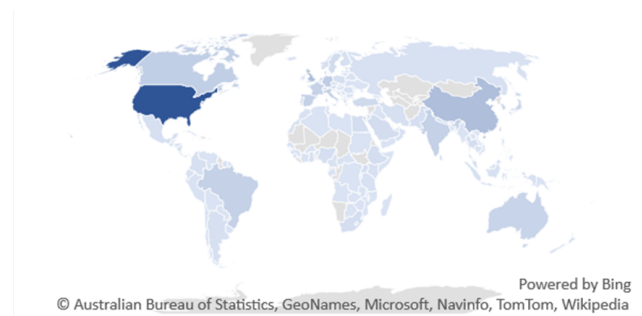 Powered by Bing
© Australian Bureau of Statistics, GeoNames, Microsoft, Navinfo, TomTom, Wikipedia